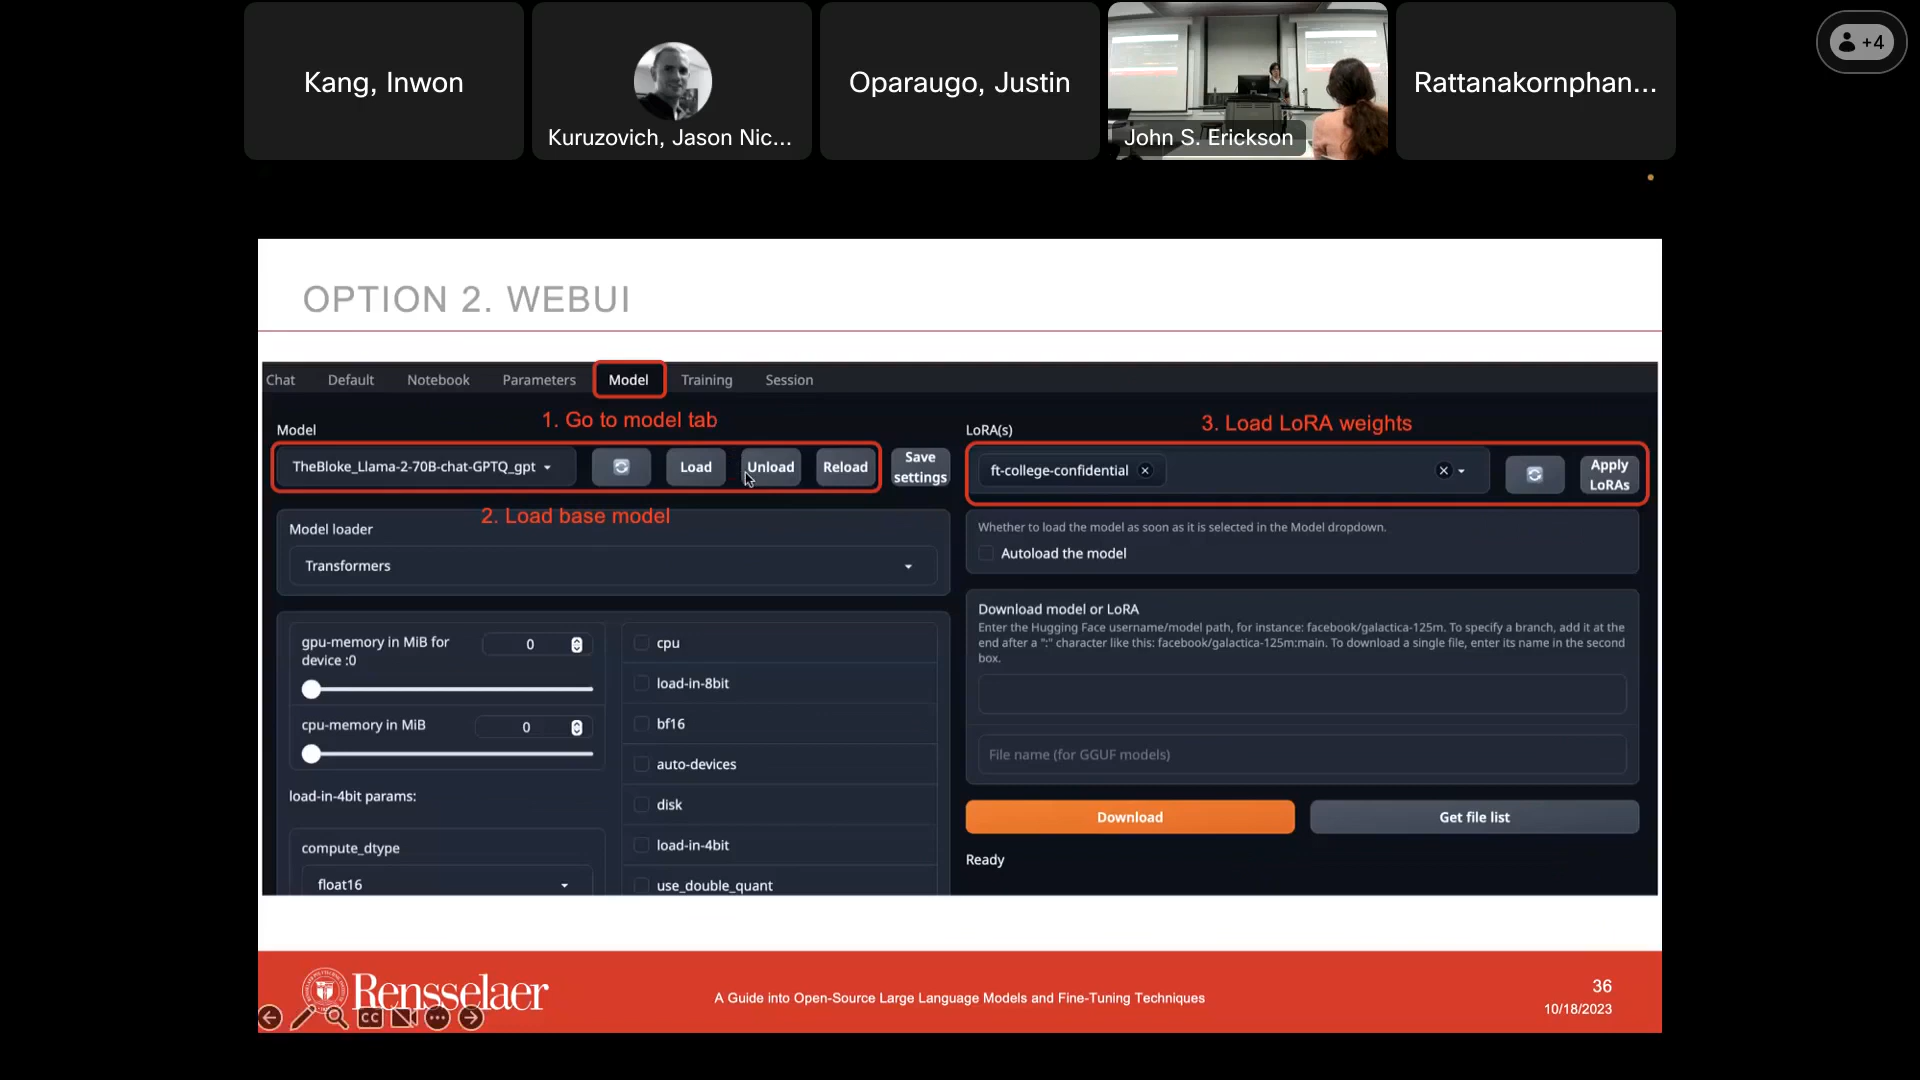 Kang, Inwon
Kuruzovich, Jason Nic...
Oparaugo, Justin
John S. Erickson
Rattanakornphan...
+4
OPTION 2. WEBUI
Chat Default Notebook Parameters Model Training Session
1. Go to model tab
Model
TheBloke_Llama-2-70B-chat-GPTQ_gpt
Load
Unload
Reload
Save
settings
2. Load base model
Model loader
Transformers
gpu-memory in MiB for
device :0
0
cpu-memory in MiB
0
load-in-4bit params:
compute_dtype
float16
cpu
load-in-8bit
bf16
auto-devices
disk
load-in-4bit
use_double_quant
3. Load LoRA weights
LoRA(s)
ft-college-confidential
Apply
LoRAs
Whether to load the model as soon as it is selected in the Model dropdown.
Autoload the model
Download model or LoRA
Enter the Hugging Face username/model path, for instance: facebook/galactica-125m. To specify a branch, add it at the
end after a ":" character like this: facebook/galactica-125m:main. To download a single file, enter its name in the second
box.
File name (for GGUF models)
Download
Get file list
Ready
Rensselaer
CC
A Guide into Open-Source Large Language Models and Fine-Tuning Techniques
36
10/18/2023